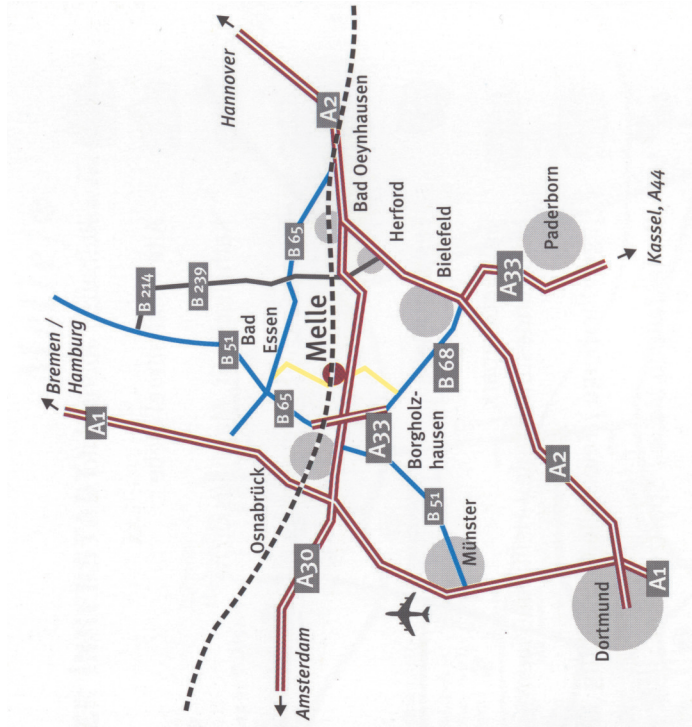 Bremen /
Hamburg
A1
B 214
B 239
B 51
Hannover
Bad
Essen
Osnabrück
B 65
B 65
Amsterdam
A30
Melle
A2
Bad Oeynhausen
A33
Herford
Borgholz-
hausen
B 51
Bielefeld
B 68
Münster
A33
Paderborn
A2
Dortmund
A1
Kassel, A44